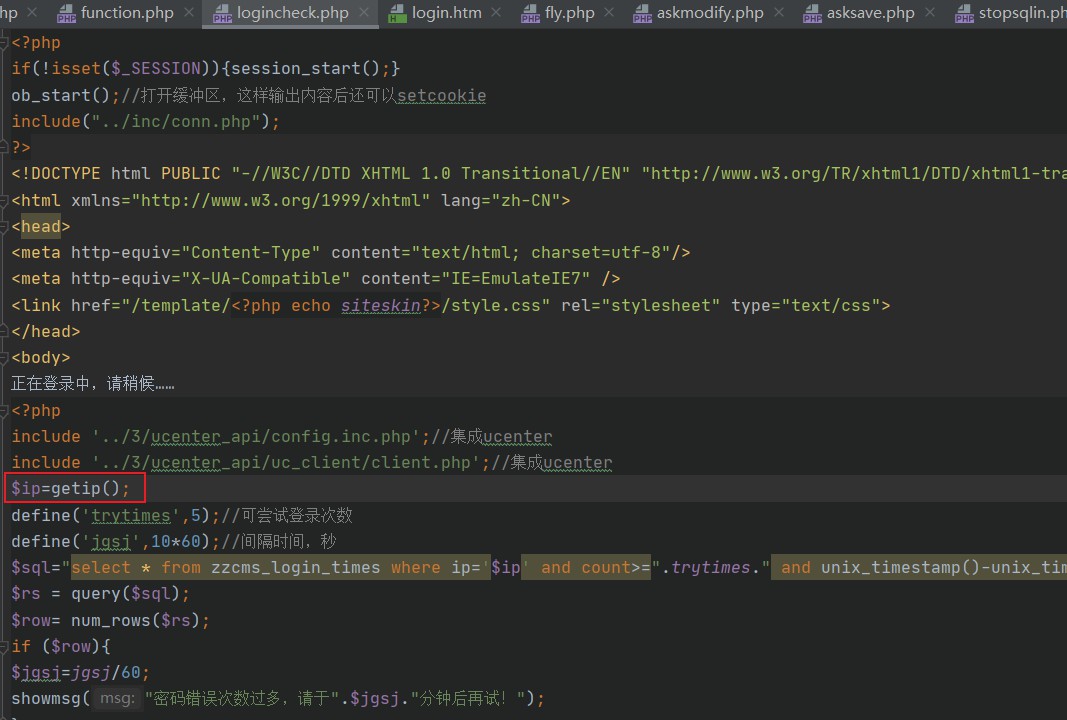 hp function.php logincheck.php login.htm fly.php askmodify.php asksave.php stopsqlin.ph
<?php
if(!isset($_SESSION)){session_start();}
ob_start();//打开缓冲区，这样输出内容后还可以setcookie
include("../inc/conn.php");
?>
<!DOCTYPE html PUBLIC "-//W3C//DTD XHTML 1.0 Transitional//EN" "http://www.w3.org/TR/xhtml1/DTD/xhtml1-tra
<html xmlns="http://www.w3.org/1999/xhtml" lang="zh-CN">
<head>
<meta http-equiv="Content-Type" content="text/html; charset=utf-8"/>
<meta http-equiv="X-UA-Compatible" content="IE=EmulateIE7" />
<link href="/template/<?php echo siteskin?>/style.css" rel="stylesheet" type="text/css">
</head>
<body>
正在登录中，请稍候……
<?php
include '../3/ucenter_api/config.inc.php';//集成ucenter
include '../3/ucenter_api/uc_client/client.php';//集成ucenter
$ip=getip();
define('trytimes',5);//可尝试登录次数
define('jgsj',10*60);//间隔时间，秒
$sql="select * from zzcms_login_times where ip='$ip' and count>=".trytimes." and unix_timestamp()-unix_tim
$rs = query($sql);
$row= num_rows($rs);
if ($row){
$jgsj=jgsj/60;
showmsg( msg: "密码错误次数过多，请于".$jgsj."分钟后再试！");